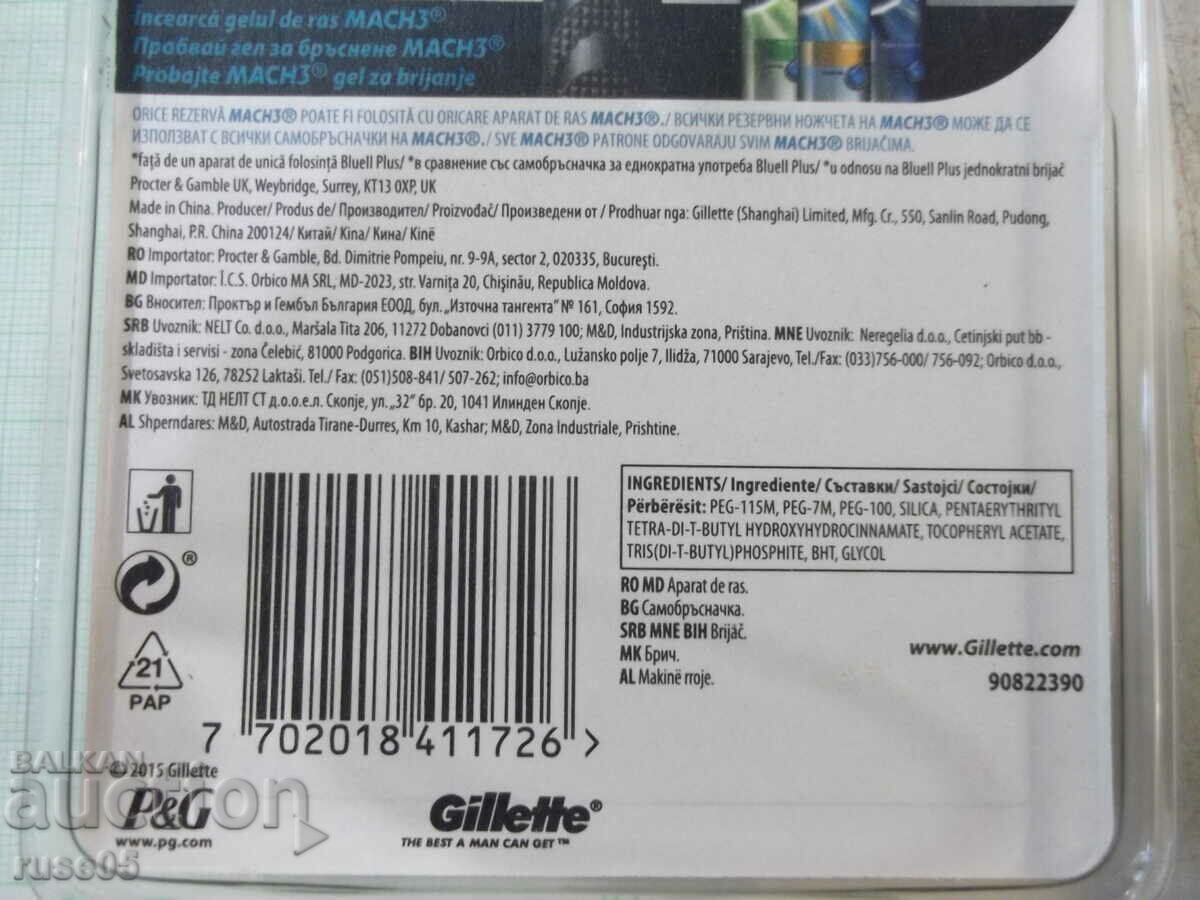 Încearcă gelul de ras MACH3®
Пробвай гел за бръснене MACH3®
Probajte MACH3® gel za brijanje
ORICE REZERVĂ MACH3® POATE FI FOLOSITĂ CU ORICARE APARAT DE RAS MACH3®./ ВСИЧКИ РЕЗЕРВНИ НОЖЧЕТА НА MACH3® МОЖЕ ДА СЕ
ИЗПОЛЗВАТ С ВСИЧКИ САМОБРЪСНАЧКИ НА MACH3®./ SVE MACH3® PATRONE ODGOVARAJU SVIM MACH3® BRIJAČIMA.
*față de un aparat de unică folosință BlueII Plus/ *в сравнение със самобръсначка за еднократна употреба BlueII Plus/ *u odnosu na BlueII Plus jednokratni brijač
Procter & Gamble UK, Weybridge, Surrey, KT13 0XP, UK
Made in China. Producer/ Produs de/ Производител/ Proizvođač/ Произведени от / Prodhuar nga: Gillette (Shanghai) Limited, Mfg. Cr., 550, Sanlin Road, Pudong,
Shanghai, P.R. China 200124/ Китай/ Kina/ Кина/ Kinë
RO Importator: Procter & Gamble, Bd. Dimitrie Pompeiu, nr. 9-9A, sector 2, 020335, București.
MD Importator: Î.C.S. Orbico MA SRL, MD-2023, str. Varnița 20, Chișinău, Republica Moldova.
BG Вносител: Проктър и Гембъл България ЕООД, бул. „Източна тангента" № 161, София 1592.
SRB Uvoznik: NELT Co. d.o.o., Maršala Tita 206, 11272 Dobanovci (011) 3779 100; M&D, Industrijska zona, Priština. MNE Uvoznik: Neregelia d.o.o., Cetinjski put bb -
skladišta i servisi - zona Čelebić, 81000 Podgorica. BIH Uvoznik: Orbico d.o.o., Lužansko polje 7, Ilidža, 71000 Sarajevo, Tel./Fax: (033)756-000/ 756-092; Orbico d.o.o.,
Svetosavska 126, 78252 Laktaši. Tel./ Fax: (051)508-841/ 507-262; info@orbico.ba
MK Увозник: ТД НЕЛТ СТ д.о.о.ел. Скопје, ул. „32" бр. 20, 1041 Илинден Скопје.
AL Shperndares: M&D, Autostrada Tirane-Durres, Km 10, Kashar; M&D, Zona Industriale, Prishtine.
INGREDIENTS/ Ingrediente/ Съставки/ Sastojci/ Состојки/
Përbërësit: PEG-115M, PEG-7M, PEG-100, SILICA, PENTAERYTHRITYL
TETRA-DI-T-BUTYL HYDROXYHYDROCINNAMATE, TOCOPHERYL ACETATE,
TRIS(DI-T-BUTYL)PHOSPHITE, BHT, GLYCOL
RO MD Aparat de ras.
BG Самобръсначка.
SRB MNE BIH Brijač.
MK Брич.
AL Makinë rroje.
www.Gillette.com
90822390
®
21
PAP
7 702018 411726 >
© 2015 Gillette
P&G
www.pg.com
Gillette®
THE BEST A MAN CAN GET™
BALKAN
auction
ruse05